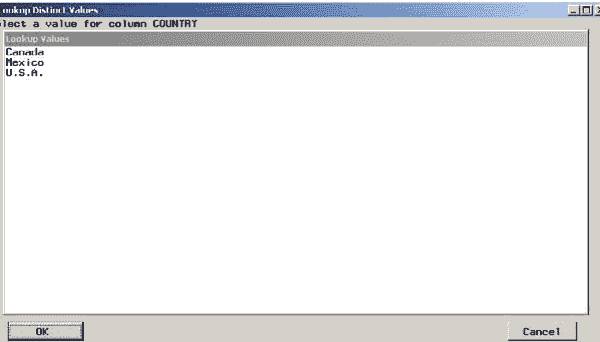 ookup Distinct Values
lect a value for column COUNTRY
Lookup Values
Canada
Mexico
U.S.A.
OK
Cancel